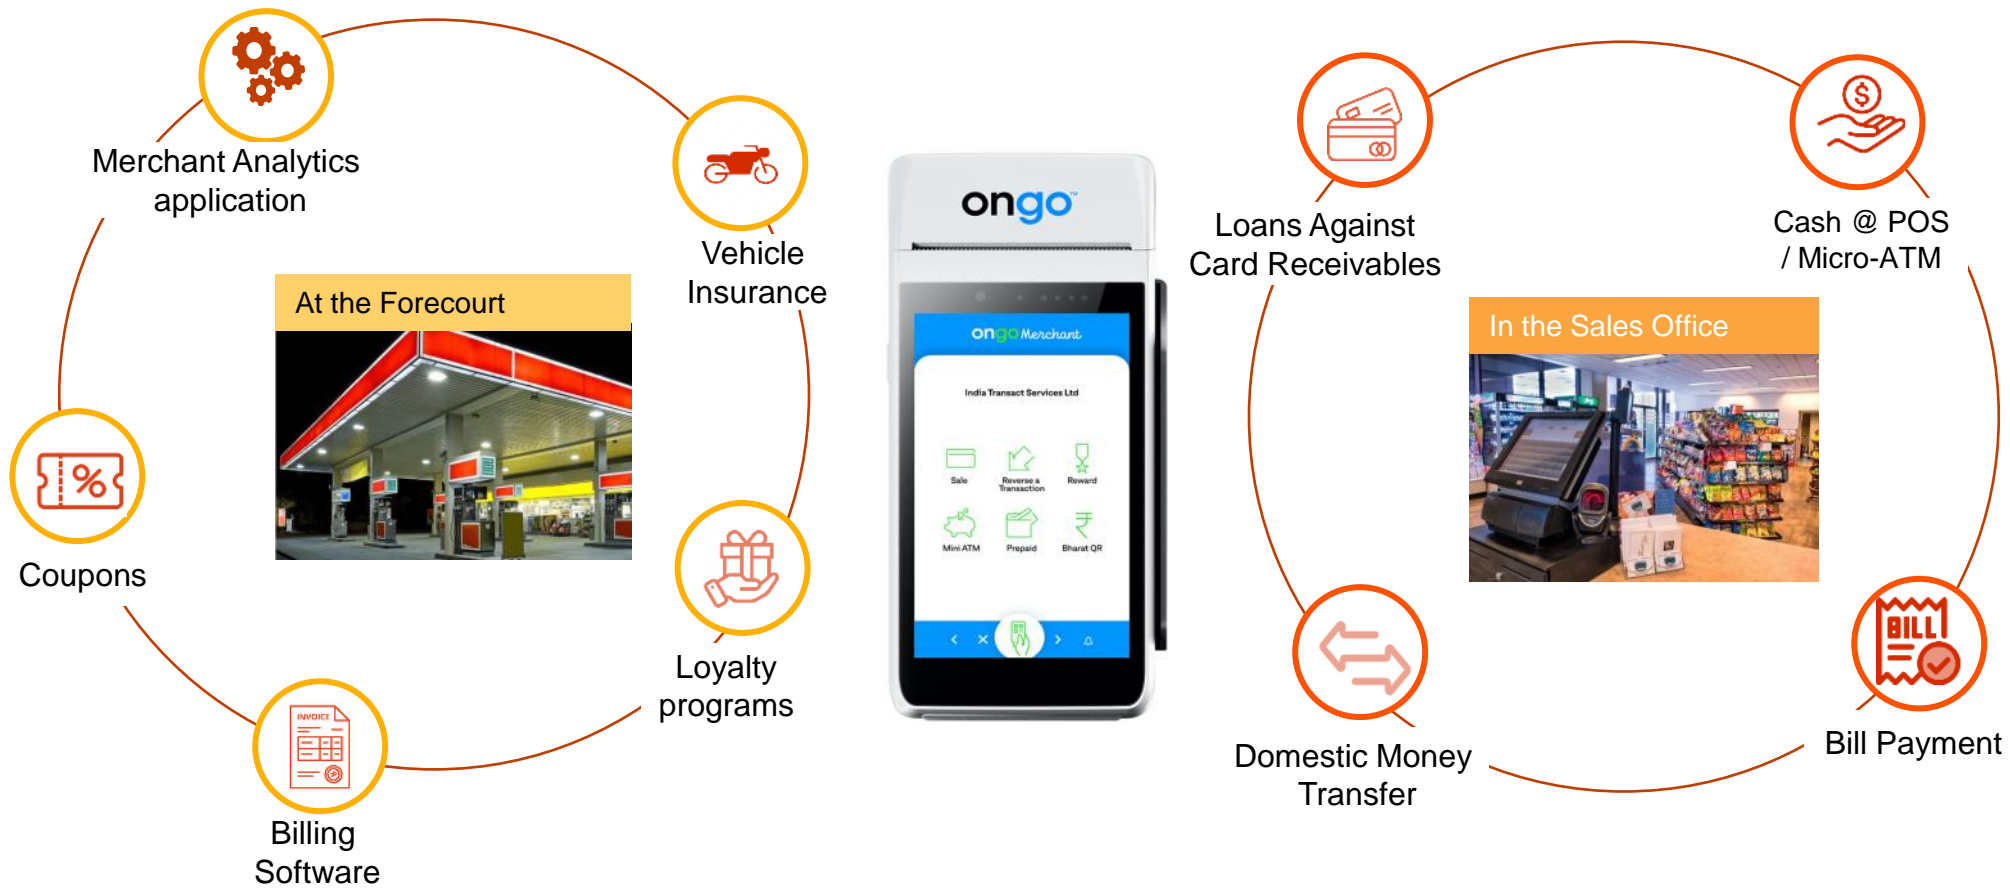 Merchant Analytics
application
Vehicle
Insurance
At the Forecourt
%
Coupons
Loyalty
programs
INVOICE
Billing
Software
ongo™
ongo Merchant
India Transact Services Ltd
Sale
Reverse a
Transaction
Reward
Mini ATM
Prepaid
Bharat QR
Loans Against
Card Receivables
$
Cash @ POS
/ Micro-ATM
In the Sales Office
Domestic Money
Transfer
BILL
Bill Payment